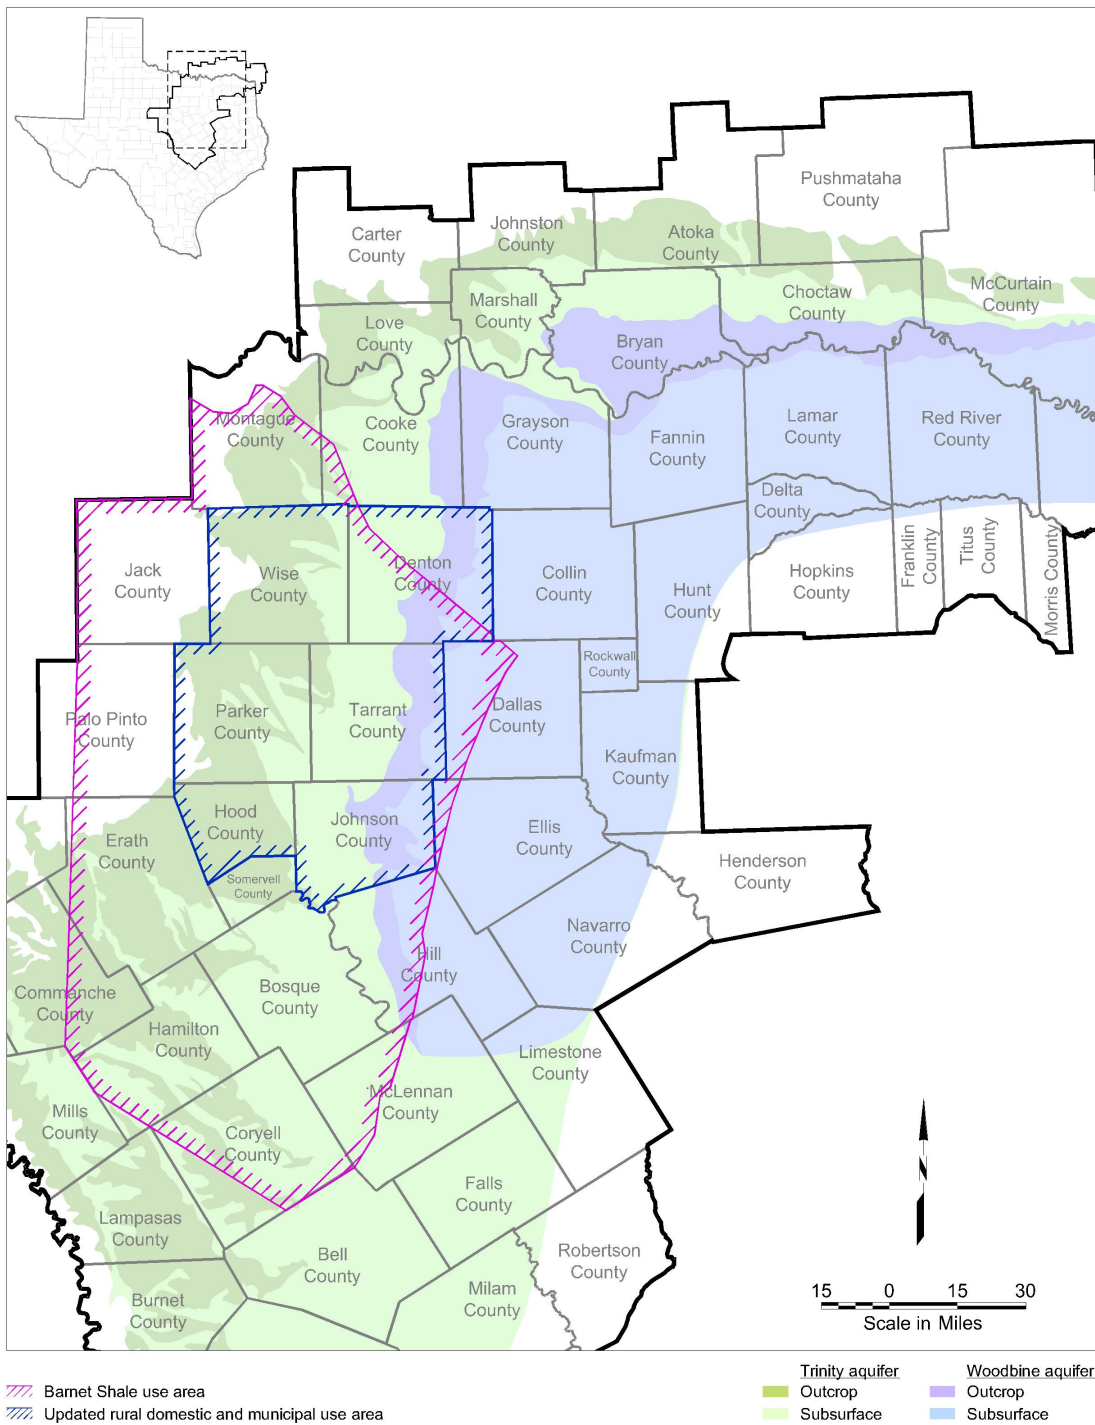 Pushmataha
County
Carter
County
Johnston
County
Atoka
County
McCurtain
County
Marshall
County
Choctaw
County
Love
County
Bryan
County
Montague
County
Cooke
County
Grayson
County
Fannin
County
Lamar
County
Red River
County
Delta
County
Jack
County
Wise
County
Denton
County
Collin
County
Hunt
County
Hopkins
County
Franklin
County
Titus
County
Morris County
Rockwall
County
Palo Pinto
County
Parker
County
Tarrant
County
Dallas
County
Kaufman
County
Erath
County
Hood
County
Johnson
County
Ellis
County
Henderson
County
Somervell
County
Navarro
County
Hill
County
Commanche
County
Bosque
County
Hamilton
County
Limestone
County
McLennan
County
Mills
County
Coryell
County
Falls
County
Lampasas
County
Bell
County
Robertson
County
Milam
County
Burnet
County
N
15 0 15 30
Scale in Miles
Barnet Shale use area
Updated rural domestic and municipal use area
Trinity aquifer
Outcrop
Subsurface
Woodbine aquifer
Outcrop
Subsurface